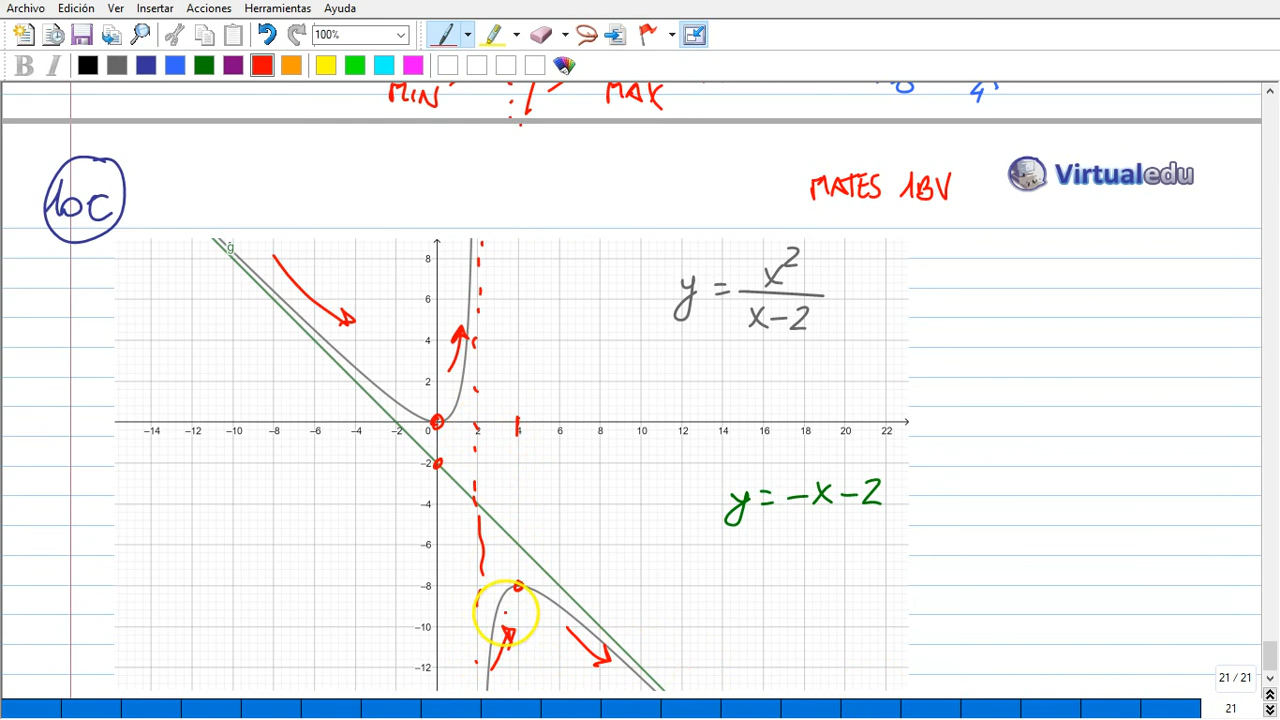 Archivo Edición Ver Insertar Acciones Herramientas Ayuda
100%
B I
MIN MAX
10C
MATES 1BV
Virtualedu
g
y = x² / x-2
8
6
4
2
-14 -12 -10 -8 -6 -4 -2 0 2 4 6 8 10 12 14 16 18 20 22
-2
-4
y = -x-2
-6
-8
-10
-12
21 / 21
21